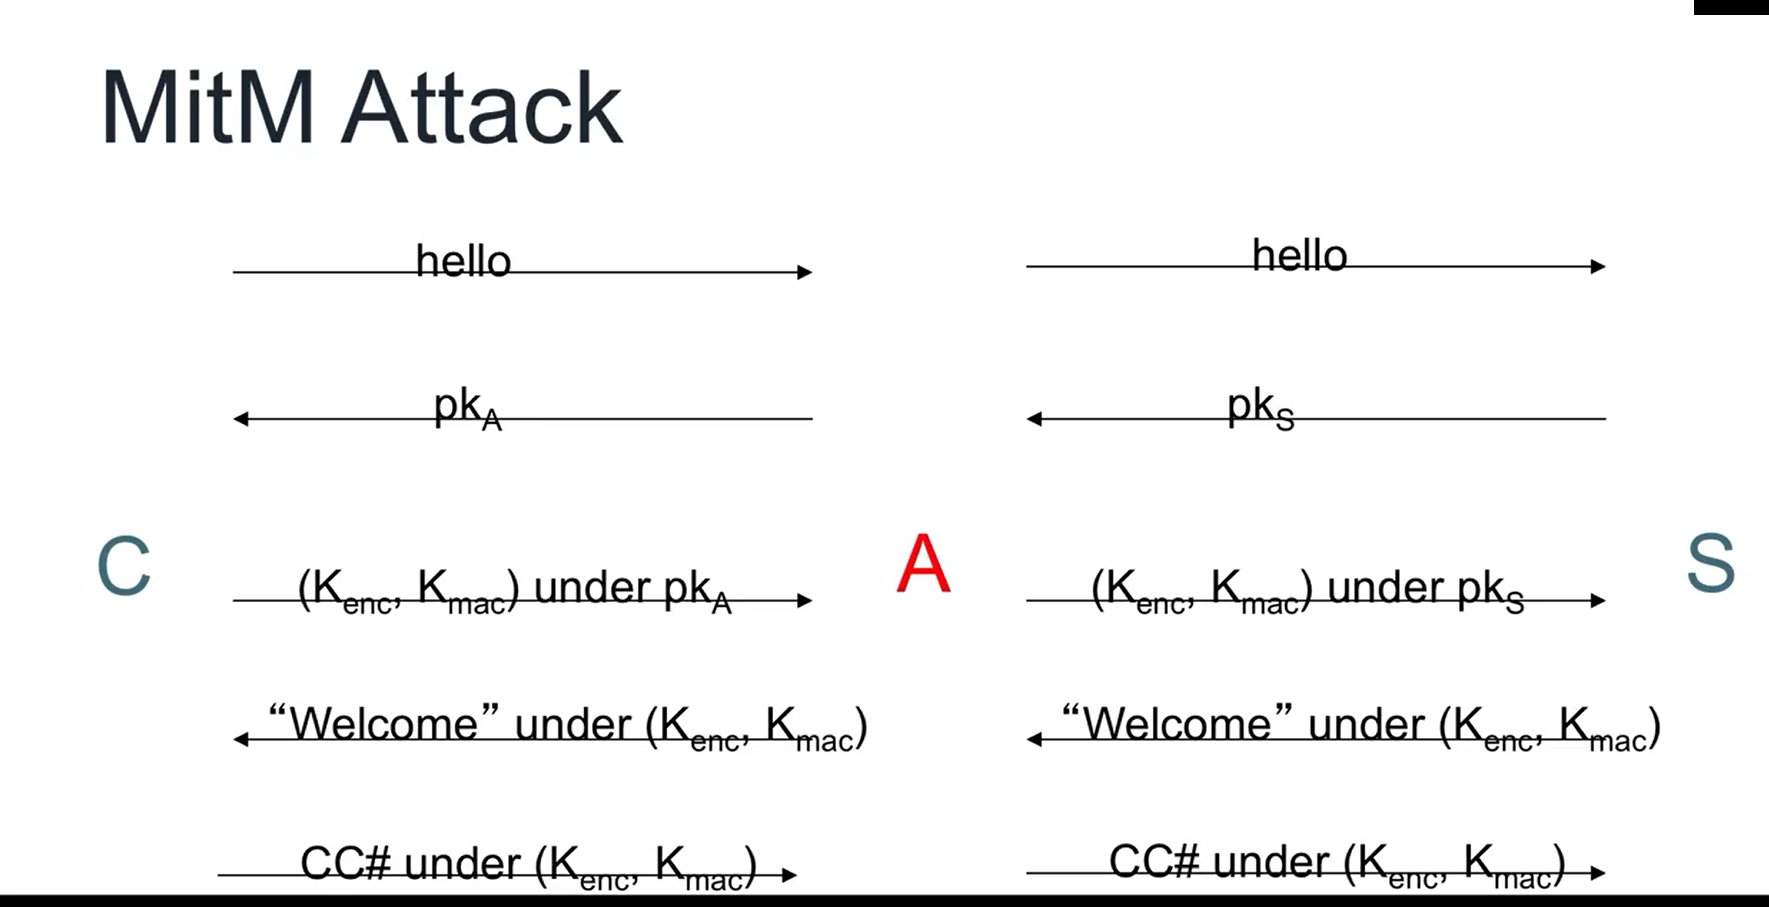 MitM Attack
hello
hello
pkA
pkS
C
A
S
(Kenc, Kmac) under pkA
(Kenc, Kmac) under pkS
“Welcome” under (Kenc, Kmac)
“Welcome” under (Kenc, Kmac)
CC# under (Kenc, Kmac)
CC# under (Kenc, Kmac)